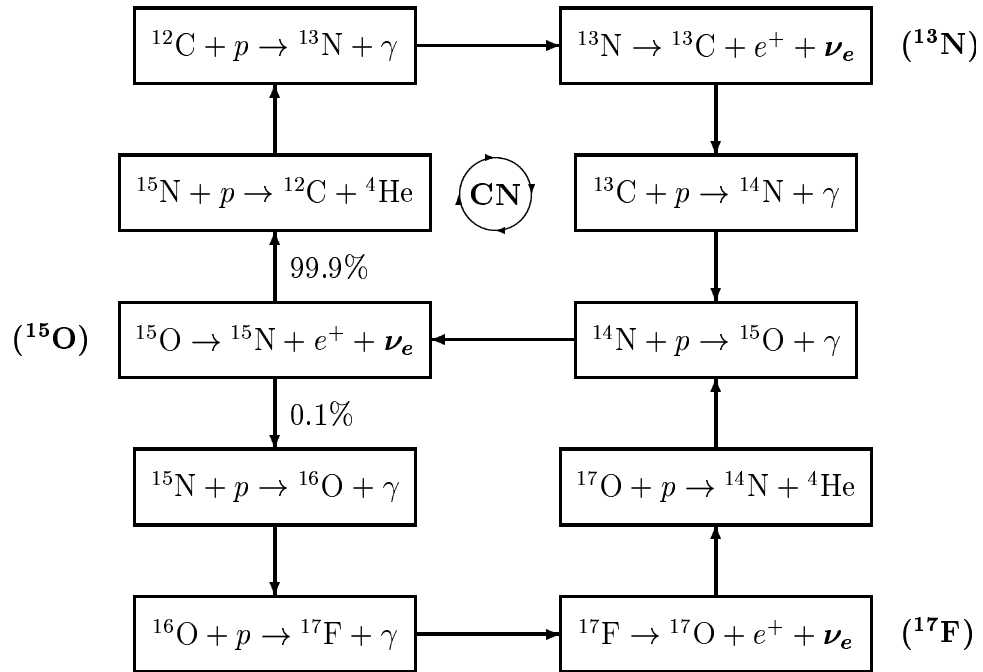 ¹²C + p → ¹³N + γ
¹³N → ¹³C + e⁺ + νₑ
(¹³N)
¹⁵N + p → ¹²C + ⁴He
CN
¹³C + p → ¹⁴N + γ
99.9%
(¹⁵O)
¹⁵O → ¹⁵N + e⁺ + νₑ
¹⁴N + p → ¹⁵O + γ
0.1%
¹⁵N + p → ¹⁶O + γ
¹⁷O + p → ¹⁴N + ⁴He
¹⁶O + p → ¹⁷F + γ
¹⁷F → ¹⁷O + e⁺ + νₑ
(¹⁷F)